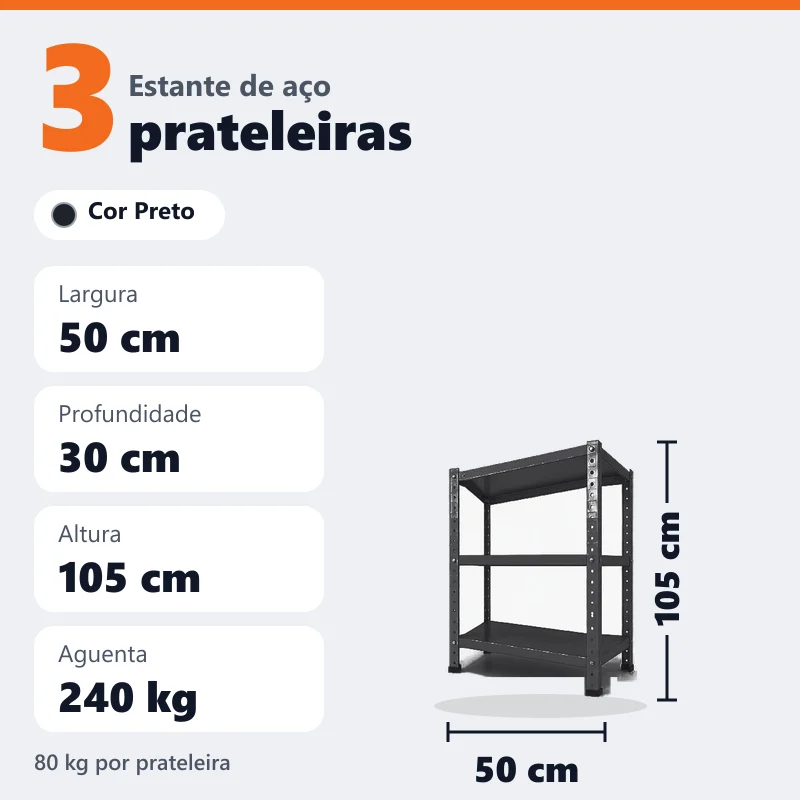 3
Estante de aço
prateleiras
Cor Preto
Largura
50 cm
Profundidade
30 cm
Altura
105 cm
Aguenta
240 kg
80 kg por prateleira
105 cm
50 cm